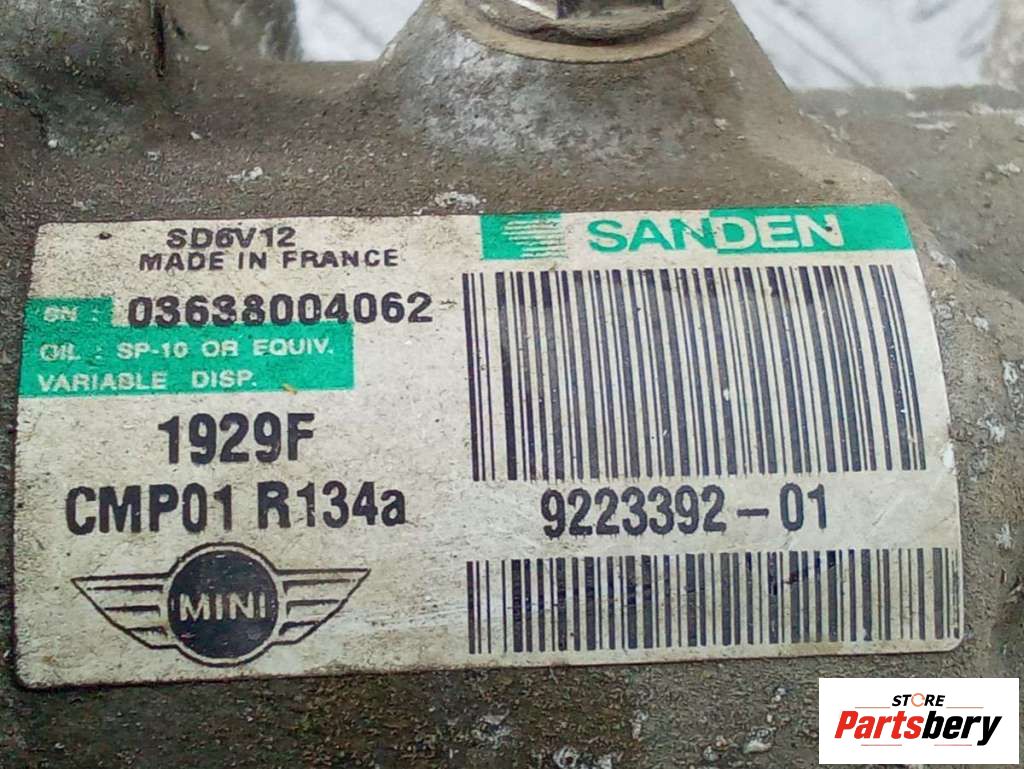 SD6V12
MADE IN FRANCE
SANDEN
SN : 03638004062
OIL : SP-10 OR EQUIV.
VARIABLE DISP.
1929F
CMP01 R134a
9223392-01
MINI
STORE
Partsbery